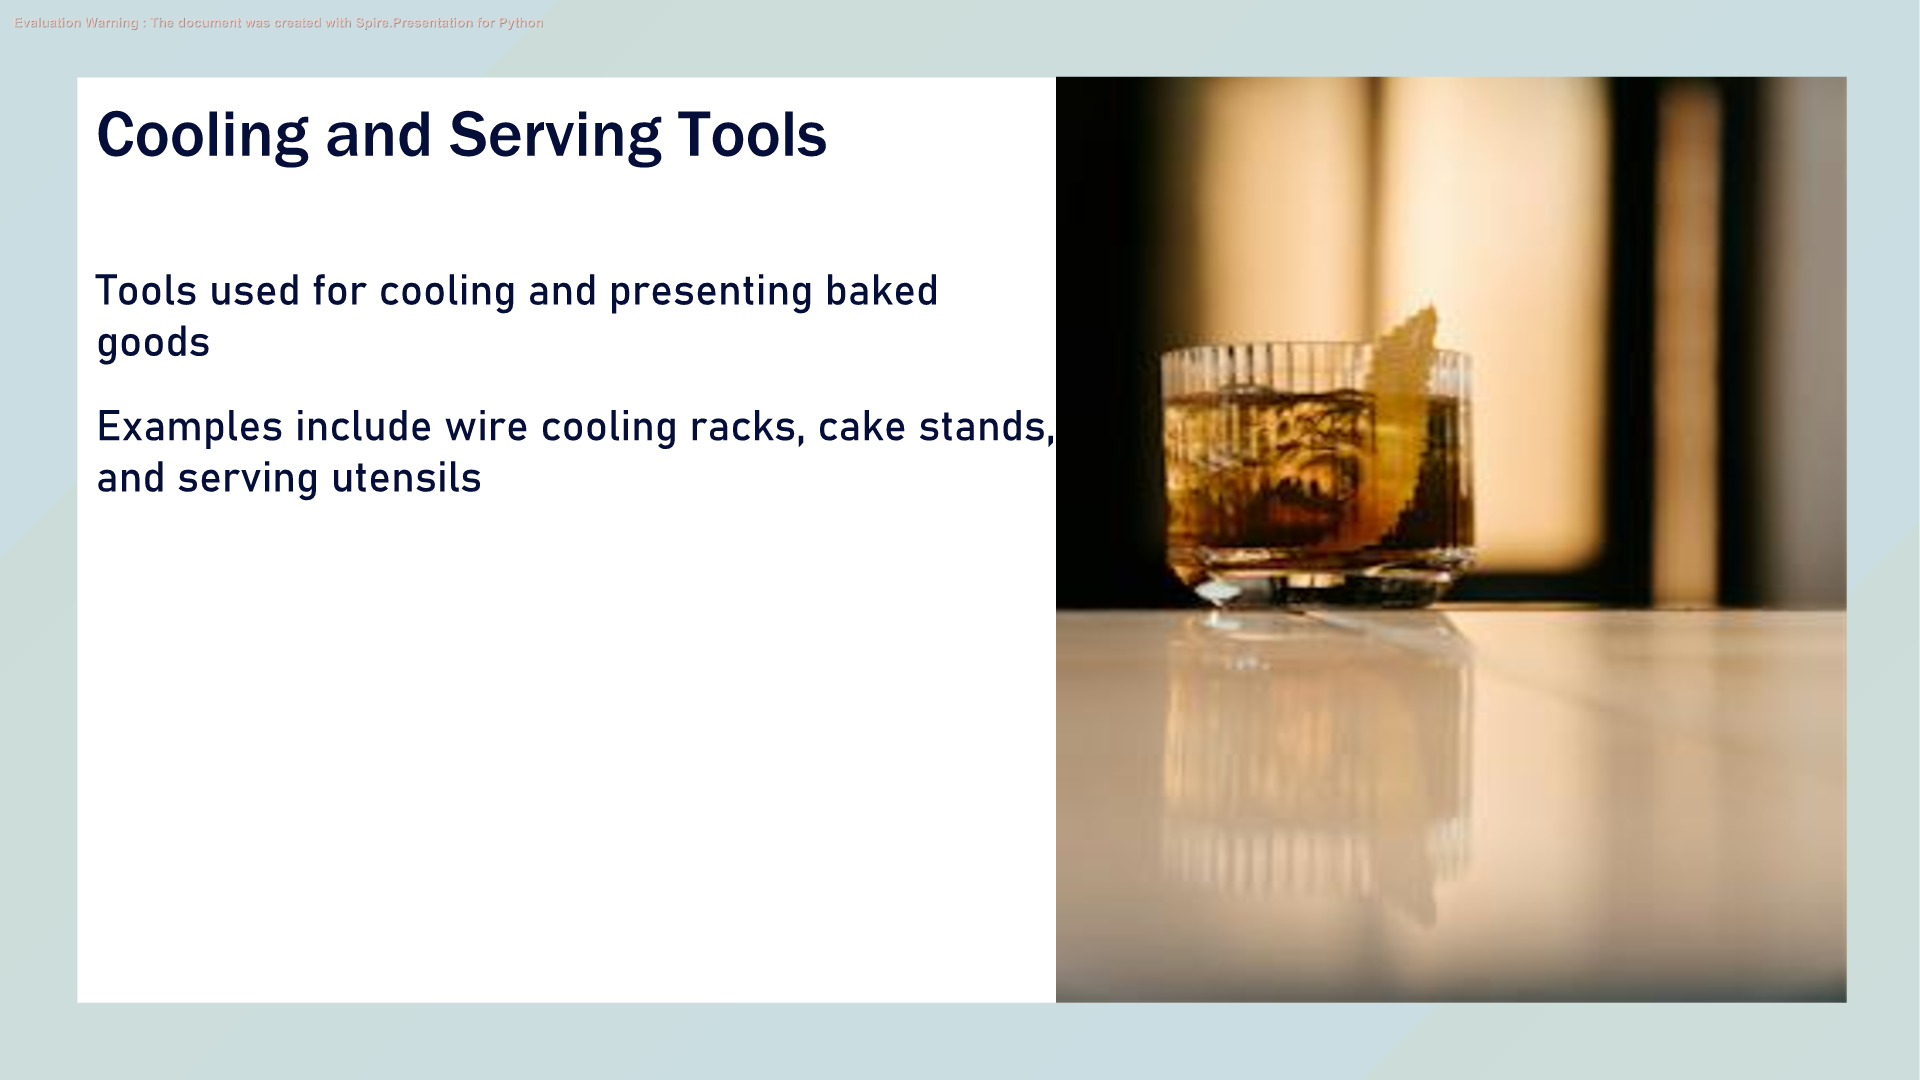 Evaluation Warning : The document was created with Spire.Presentation for Python
Cooling and Serving Tools
Tools used for cooling and presenting baked
goods
Examples include wire cooling racks, cake stands,
and serving utensils